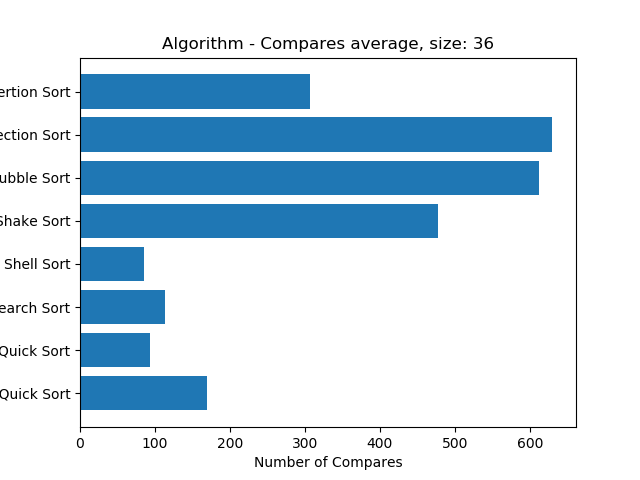 Algorithm - Compares average, size: 36
ertion Sort
ection Sort
ubble Sort
Shake Sort
Shell Sort
earch Sort
Quick Sort
Quick Sort
0 100 200 300 400 500 600
Number of Compares